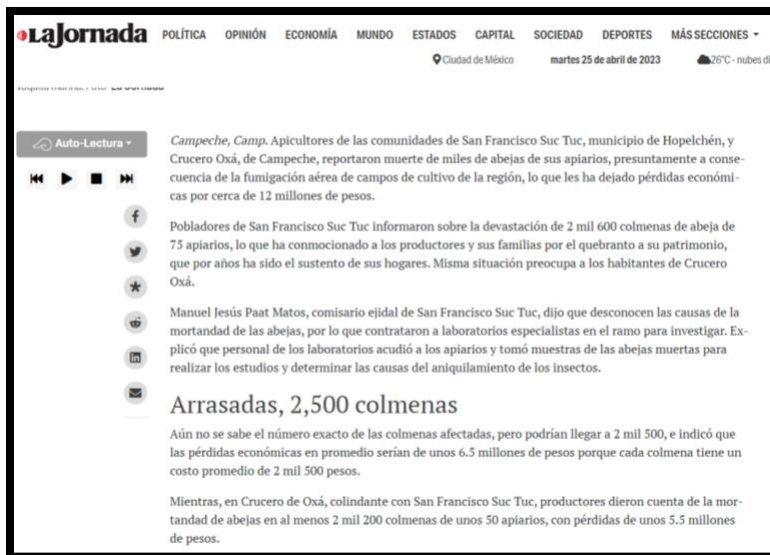 LaJornada POLÍTICA OPINIÓN ECONOMÍA MUNDO ESTADOS CAPITAL SOCIEDAD DEPORTES MÁS SECCIONES
Ciudad de México martes 25 de abril de 2023 26°C - nubes di
Auto-Lectura
Campeche, Camp. Apicultores de las comunidades de San Francisco Suc Tuc, municipio de Hopelchén, y
Crucero Oxá, de Campeche, reportaron muerte de miles de abejas de sus apiarios, presuntamente a conse-
cuencia de la fumigación aérea de campos de cultivo de la región, lo que les ha dejado pérdidas económi-
cas por cerca de 12 millones de pesos.
Pobladores de San Francisco Suc Tuc informaron sobre la devastación de 2 mil 600 colmenas de abeja de
75 apiarios, lo que ha conmocionado a los productores y sus familias por el quebranto a su patrimonio,
que por años ha sido el sustento de sus hogares. Misma situación preocupa a los habitantes de Crucero
Oxá.
Manuel Jesús Paat Matos, comisario ejidal de San Francisco Suc Tuc, dijo que desconocen las causas de la
mortandad de las abejas, por lo que contrataron a laboratorios especialistas en el ramo para investigar. Ex-
plicó que personal de los laboratorios acudió a los apiarios y tomó muestras de las abejas muertas para
realizar los estudios y determinar las causas del aniquilamiento de los insectos.
Arrasadas, 2,500 colmenas
Aún no se sabe el número exacto de las colmenas afectadas, pero podrían llegar a 2 mil 500, e indicó que
las pérdidas económicas en promedio serían de unos 6.5 millones de pesos porque cada colmena tiene un
costo promedio de 2 mil 500 pesos.
Mientras, en Crucero de Oxá, colindante con San Francisco Suc Tuc, productores dieron cuenta de la mor-
tandad de abejas en al menos 2 mil 200 colmenas de unos 50 apiarios, con pérdidas de unos 5.5 millones
de pesos.